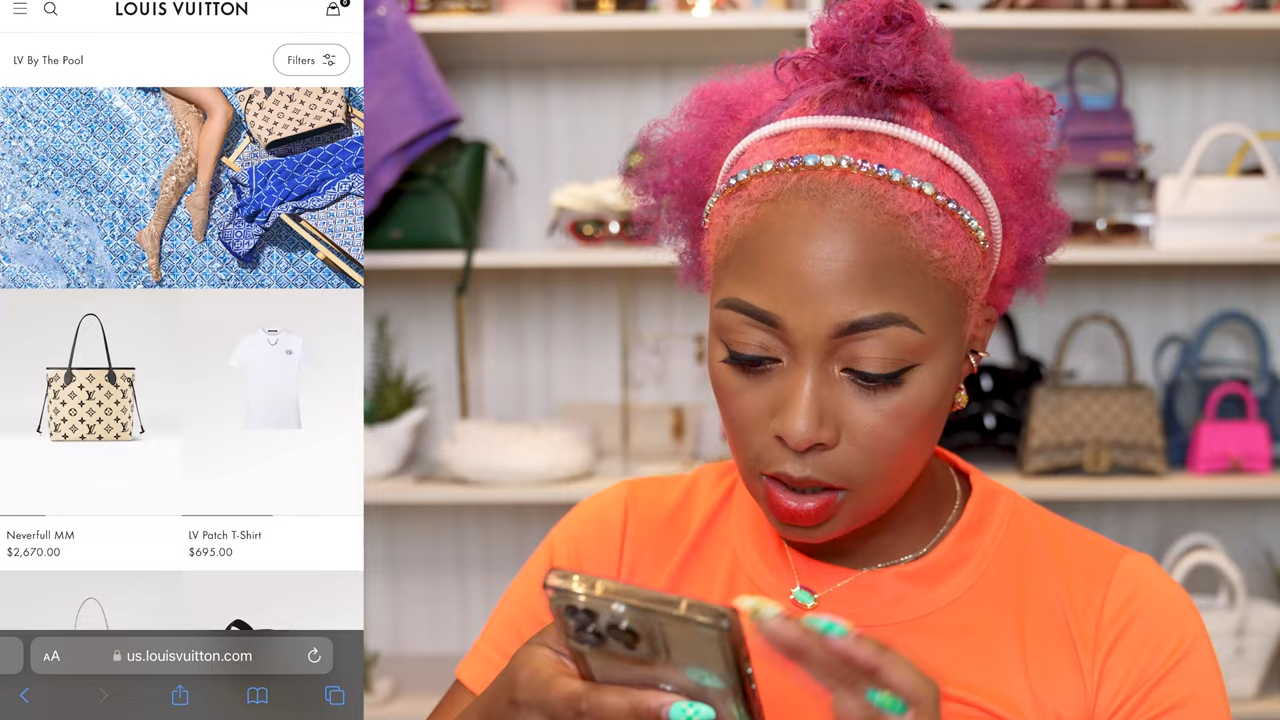 LOUIS VUITTON
0
LV By The Pool
Filters
Neverfull MM
$2,670.00
LV Patch T-Shirt
$695.00
AA
us.louisvuitton.com